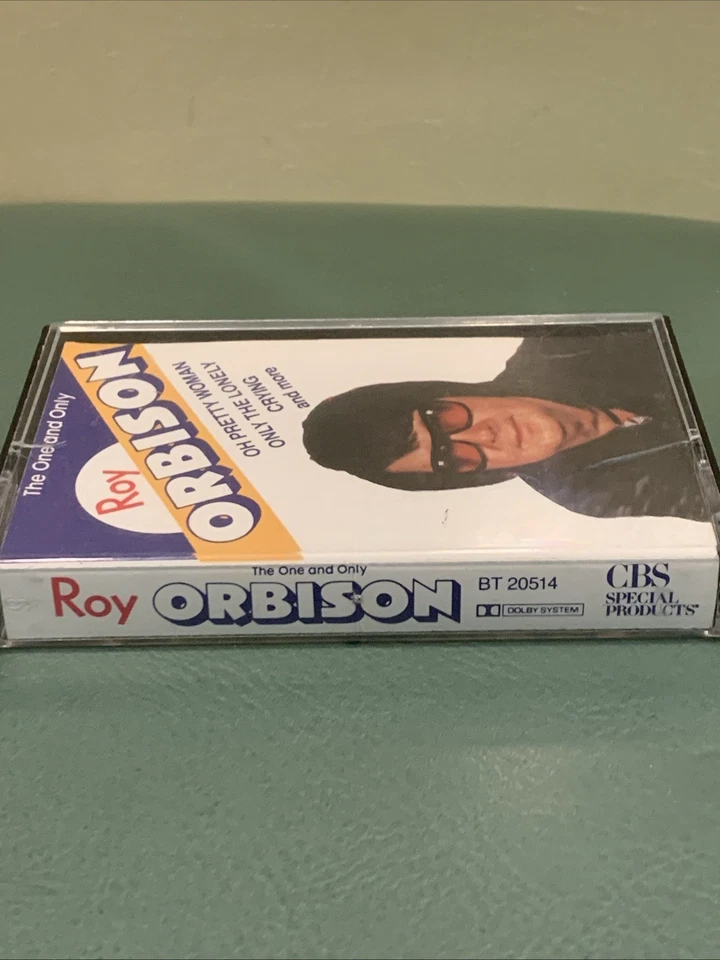 The One and Only
Roy
ORBISON
OH PRETTY WOMAN
ONLY THE LONELY
CRYING
and more
The One and Only
Roy ORBISON
BT 20514
DOLBY SYSTEM
CBS
SPECIAL
PRODUCTS